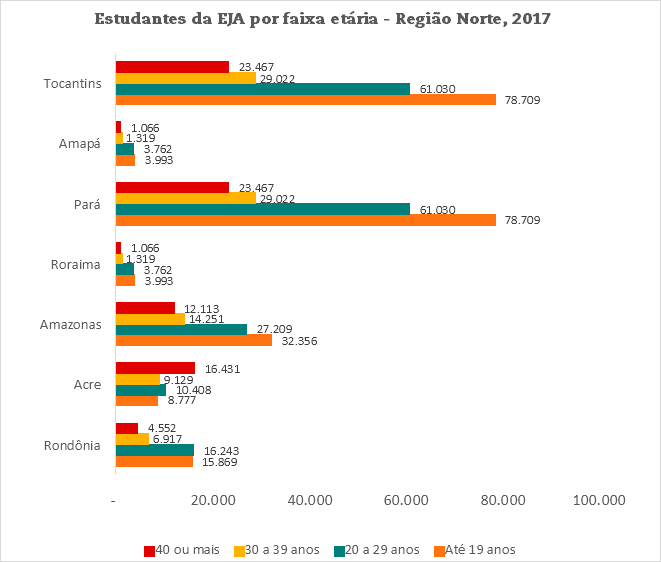 Estudantes da EJA por faixa etária - Região Norte, 2017
Tocantins
23.467
29.022
61.030
78.709
Amapá
1.066
1.319
3.762
3.993
Pará
23.467
29.022
61.030
78.709
Roraima
1.066
1.319
3.762
3.993
Amazonas
12.113
14.251
27.209
32.356
Acre
16.431
9.129
10.408
8.777
Rondônia
4.552
6.917
16.243
15.869
- 20.000 40.000 60.000 80.000 100.000
40 ou mais 30 a 39 anos 20 a 29 anos Até 19 anos